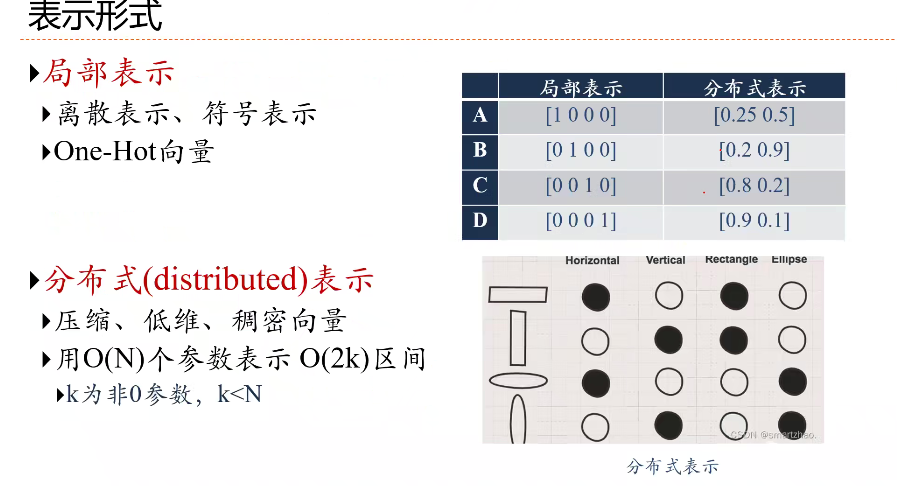 表示形式
局部表示
离散表示、符号表示
One-Hot向量
局部表示 分布式表示
A [1 0 0 0] [0.25 0.5]
B [0 1 0 0] [0.2 0.9]
C [0 0 1 0] [0.8 0.2]
D [0 0 0 1] [0.9 0.1]
分布式(distributed)表示
压缩、低维、稠密向量
用O(N)个参数表示 O(2k)区间
k为非0参数，k<N
Horizontal Vertical Rectangle Ellipse
CSDN @smartzhao.
分布式表示